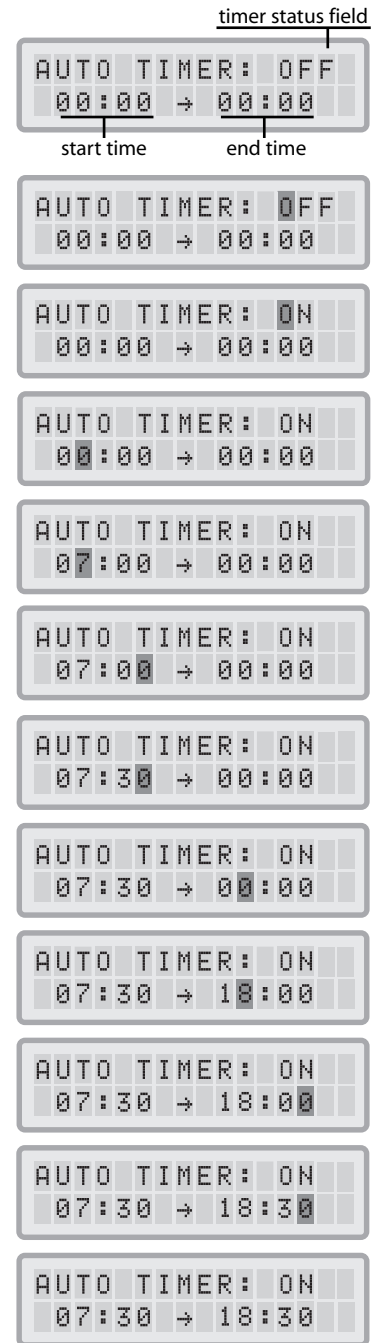 timer status field
AUTO TIMER: OFF
00:00 → 00:00
start time end time
AUTO TIMER: OFF
00:00 → 00:00
AUTO TIMER: ON
00:00 → 00:00
AUTO TIMER: ON
00:00 → 00:00
AUTO TIMER: ON
07:00 → 00:00
AUTO TIMER: ON
07:00 → 00:00
AUTO TIMER: ON
07:30 → 00:00
AUTO TIMER: ON
07:30 → 00:00
AUTO TIMER: ON
07:30 → 18:00
AUTO TIMER: ON
07:30 → 18:00
AUTO TIMER: ON
07:30 → 18:30
AUTO TIMER: ON
07:30 → 18:30